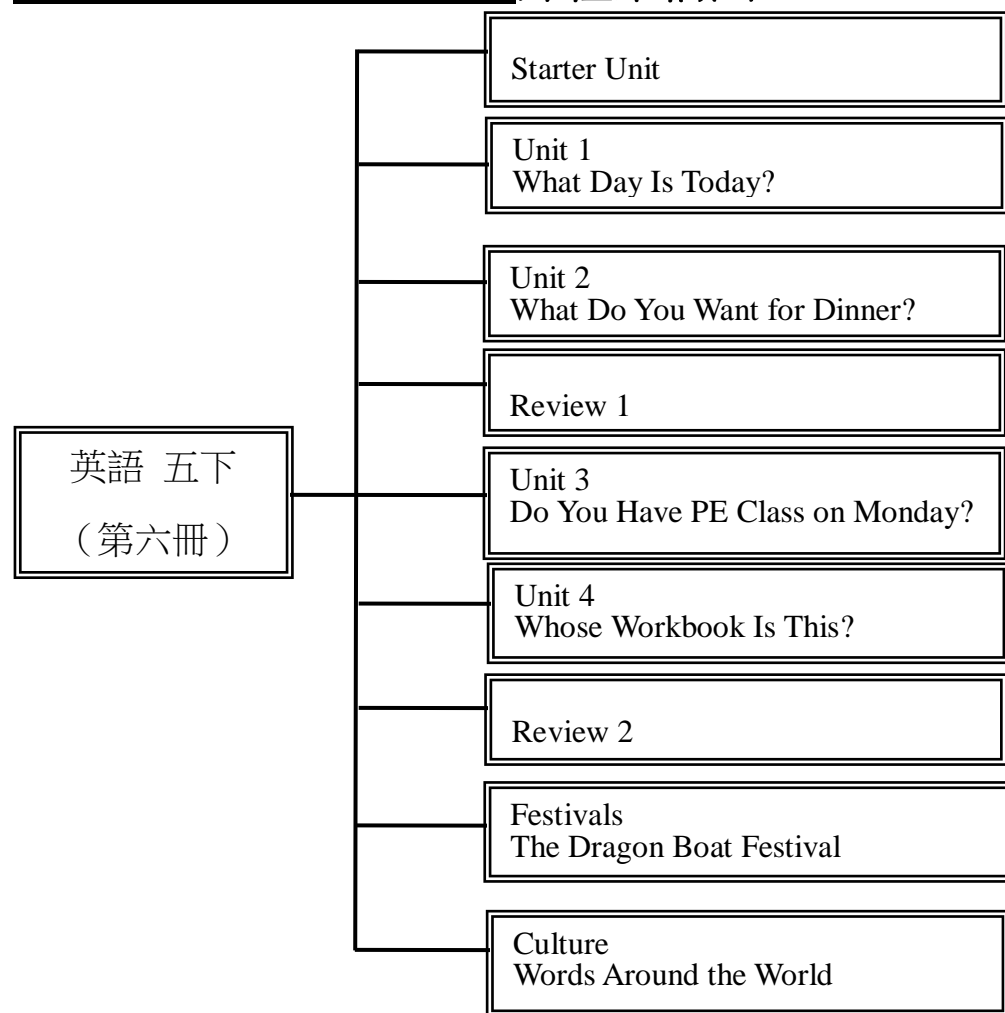 Starter Unit
Unit 1
What Day Is Today?
Unit 2
What Do You Want for Dinner?
Review 1
英語 五下
（第六冊）
Unit 3
Do You Have PE Class on Monday?
Unit 4
Whose Workbook Is This?
Review 2
Festivals
The Dragon Boat Festival
Culture
Words Around the World